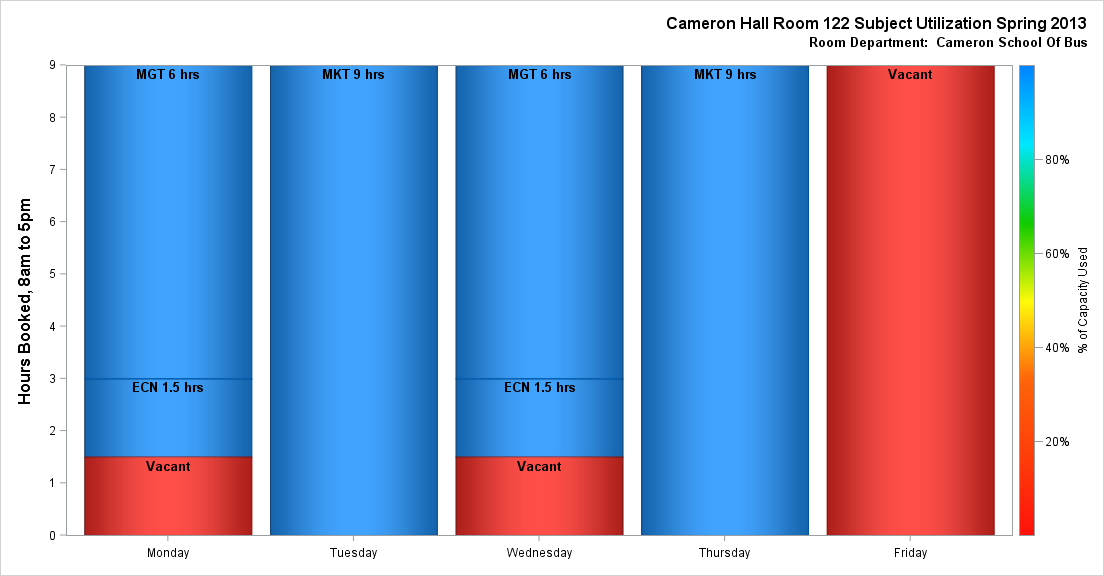 Cameron Hall Room 122 Subject Utilization Spring 2013
Room Department: Cameron School Of Bus
Hours Booked, 8am to 5pm
9
8
7
6
5
4
3
2
1
0
MGT 6 hrs
ECN 1.5 hrs
Vacant
MKT 9 hrs
MGT 6 hrs
ECN 1.5 hrs
Vacant
MKT 9 hrs
Vacant
Monday
Tuesday
Wednesday
Thursday
Friday
80%
60%
40%
20%
% of Capacity Used